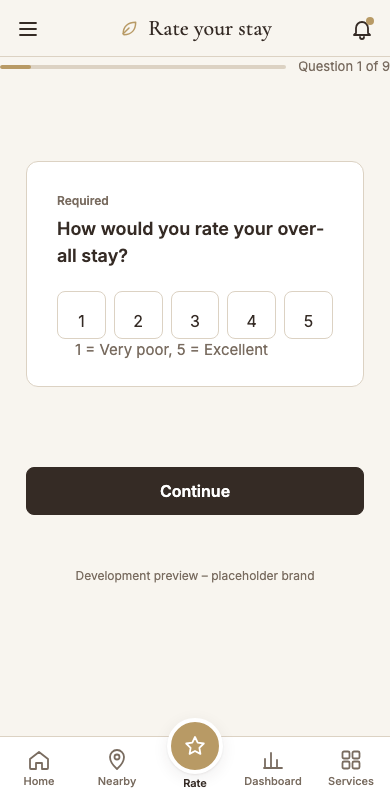 Rate your stay
Question 1 of 9
Required
How would you rate your over-
all stay?
1 2 3 4 5
1 = Very poor, 5 = Excellent
Continue
Development preview – placeholder brand
Home Nearby Rate Dashboard Services